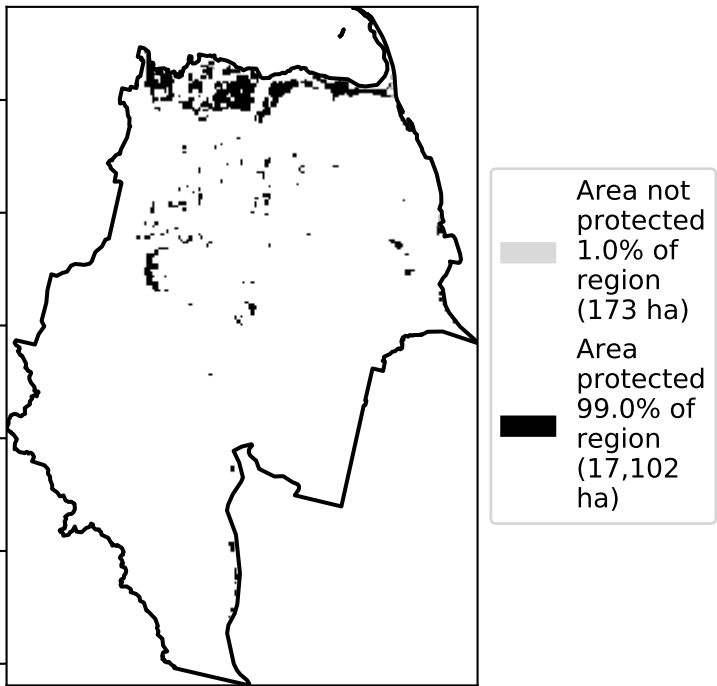 Area not
protected
1.0% of
region
(173 ha)
Area
protected
99.0% of
region
(17,102
ha)